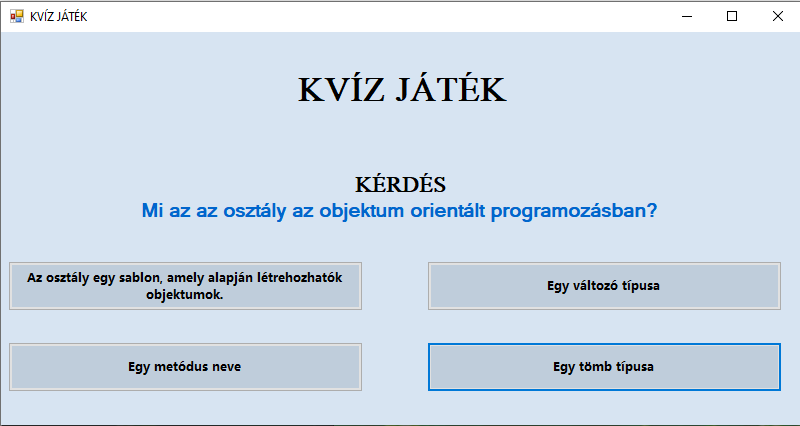 KVÍZ JÁTÉK
KVÍZ JÁTÉK
KÉRDÉS
Mi az az osztály az objektum orientált programozásban?
Az osztály egy sablon, amely alapján létrehozhatók
objektumok.
Egy változó típusa
Egy metódus neve
Egy tömb típusa